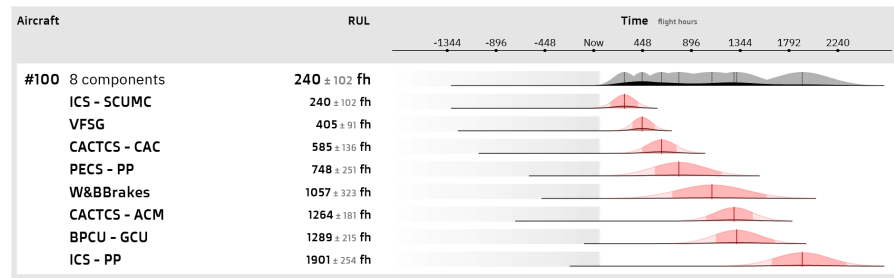 Aircraft RUL Time flight hours
-1344 -896 -448 Now 448 896 1344 1792 2240
#100 8 components 240 ± 102 fh
ICS - SCUMC 240 ± 102 fh
VFSG 405 ± 91 fh
CACTCS - CAC 585 ± 136 fh
PECS - PP 748 ± 251 fh
W&BBrakes 1057 ± 323 fh
CACTCS - ACM 1264 ± 181 fh
BPCU - GCU 1289 ± 215 fh
ICS - PP 1901 ± 254 fh